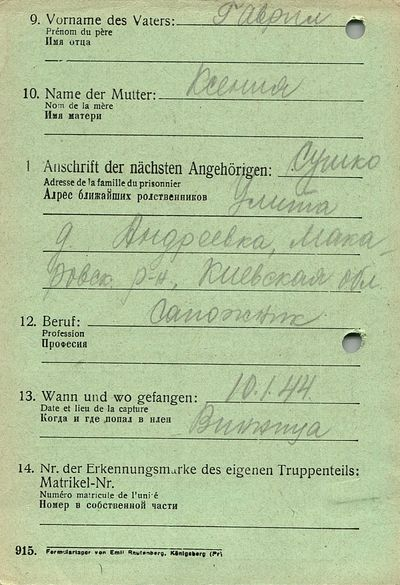 9. Vorname des Vaters: Гаврил
Prénom du père
Имя отца
10. Name der Mutter: Ксения
Nom de la mère
Имя матери
1 Anschrift der nächsten Angehörigen: Сушко
Adresse de la famille du prisonnier Улита
Адрес ближайших родственников
д. Андреевка, Мака-
ровск. р-н., Киевская обл
12. Beruf: Сапожник
Profession
Професия
13. Wann und wo gefangen: 10.1.44.
Date et lieu de la capture
Когда и где попал в плен Винница
14. Nr. der Erkennungsmarke des eigenen Truppenteils:
Matrikel-Nr.
Numéro matricule de l'unité
Номер в собственной части
915. Formularlager von Emil Rautenberg, Königsberg (Pr)